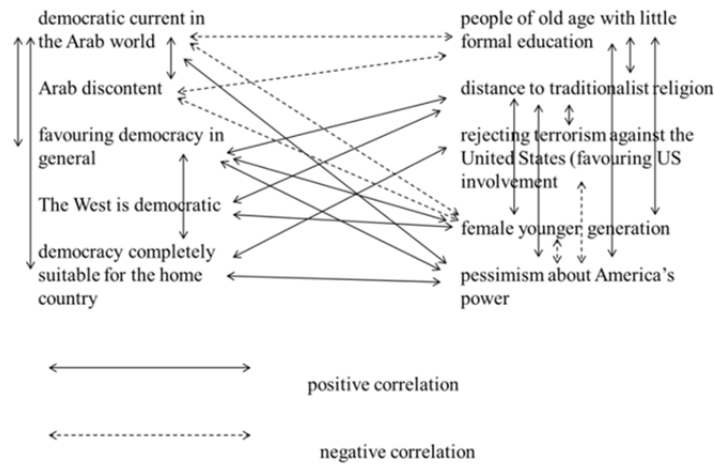 democratic current in
the Arab world
Arab discontent
favouring democracy in
general
The West is democratic
democracy completely
suitable for the home
country
people of old age with little
formal education
distance to traditionalist religion
rejecting terrorism against the
United States (favouring US
involvement
female younger generation
pessimism about America's
power
positive correlation
negative correlation